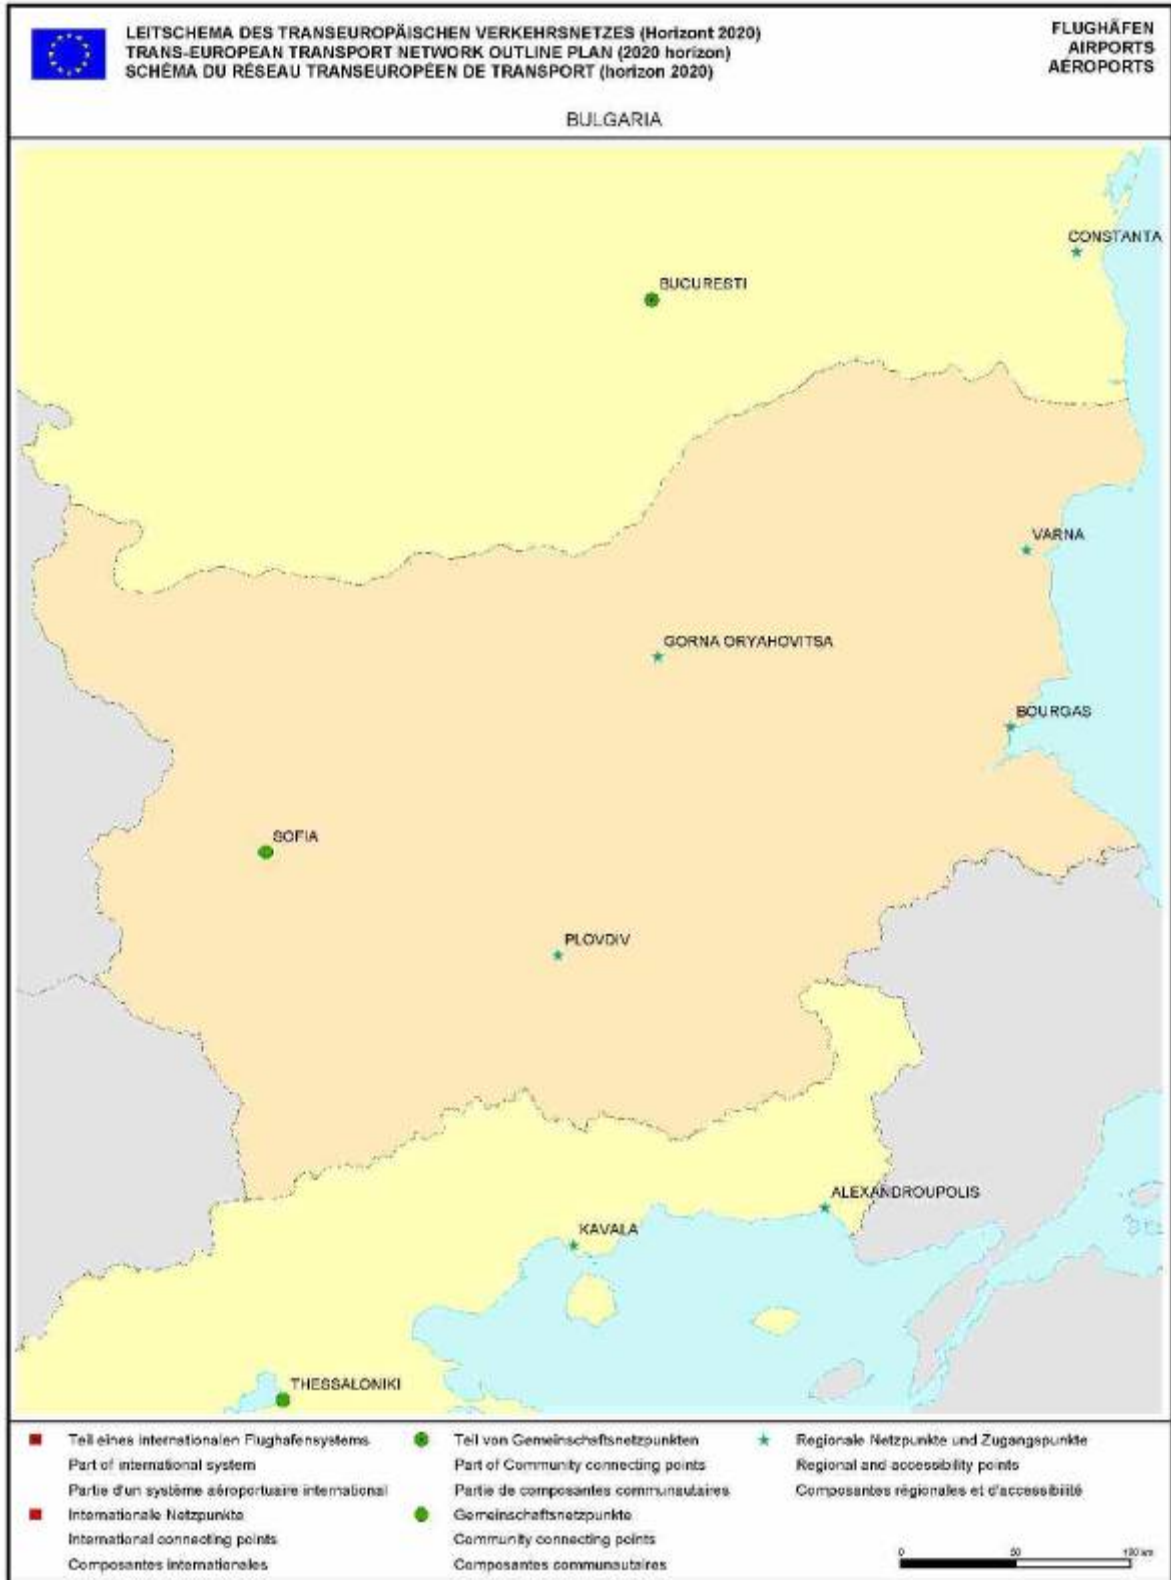 LEITSCHEMA DES TRANSEUROPÄISCHEN VERKEHRSNETZES (Horizont 2020)
TRANS-EUROPEAN TRANSPORT NETWORK OUTLINE PLAN (2020 horizon)
SCHÉMA DU RÉSEAU TRANSEUROPÉEN DE TRANSPORT (horizon 2020)
FLUGHÄFEN
AIRPORTS
AÉROPORTS
BULGARIA
CONSTANTA
BUCURESTI
VARNA
GORNA ORYAHOVITSA
BOURGAS
SOFIA
PLOVDIV
ALEXANDROUPOLIS
KAVALA
THESSALONIKI
Teil eines internationalen Flughafensystems
Part of international system
Partie d'un système aéroportuaire international
Internationale Netzpunkte
International connecting points
Composantes internationales
Teil von Gemeinschaftsnetzpunkten
Part of Community connecting points
Partie de composantes communautaires
Gemeinschaftsnetzpunkte
Community connecting points
Composantes communautaires
Regionale Netzpunkte und Zugangspunkte
Regional and accessibility points
Composantes régionales et d'accessibilité
0 50 100 km